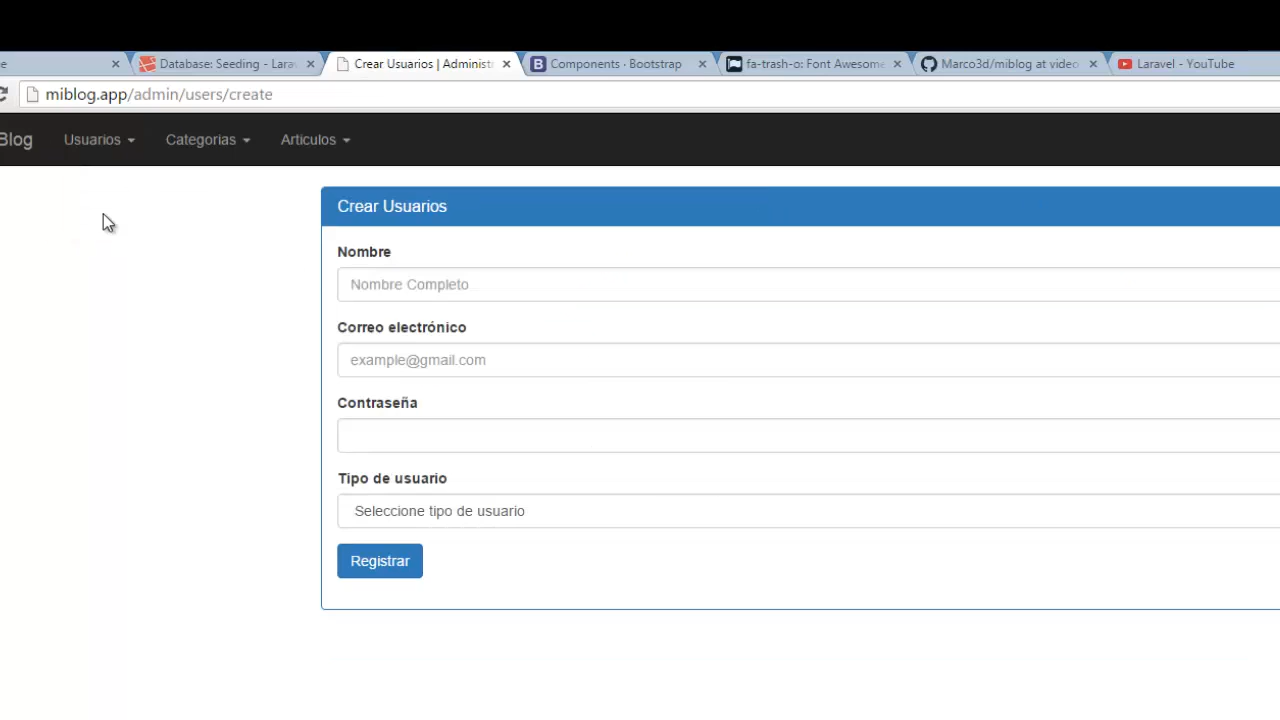 Database: Seeding - Larav
Crear Usuarios | Administ
Components · Bootstrap
fa-trash-o: Font Awesome
Marco3d/miblog at video
Laravel - YouTube
miblog.app/admin/users/create
Blog
Usuarios
Categorias
Articulos
Crear Usuarios
Nombre
Nombre Completo
Correo electrónico
example@gmail.com
Contraseña
Tipo de usuario
Seleccione tipo de usuario
Registrar